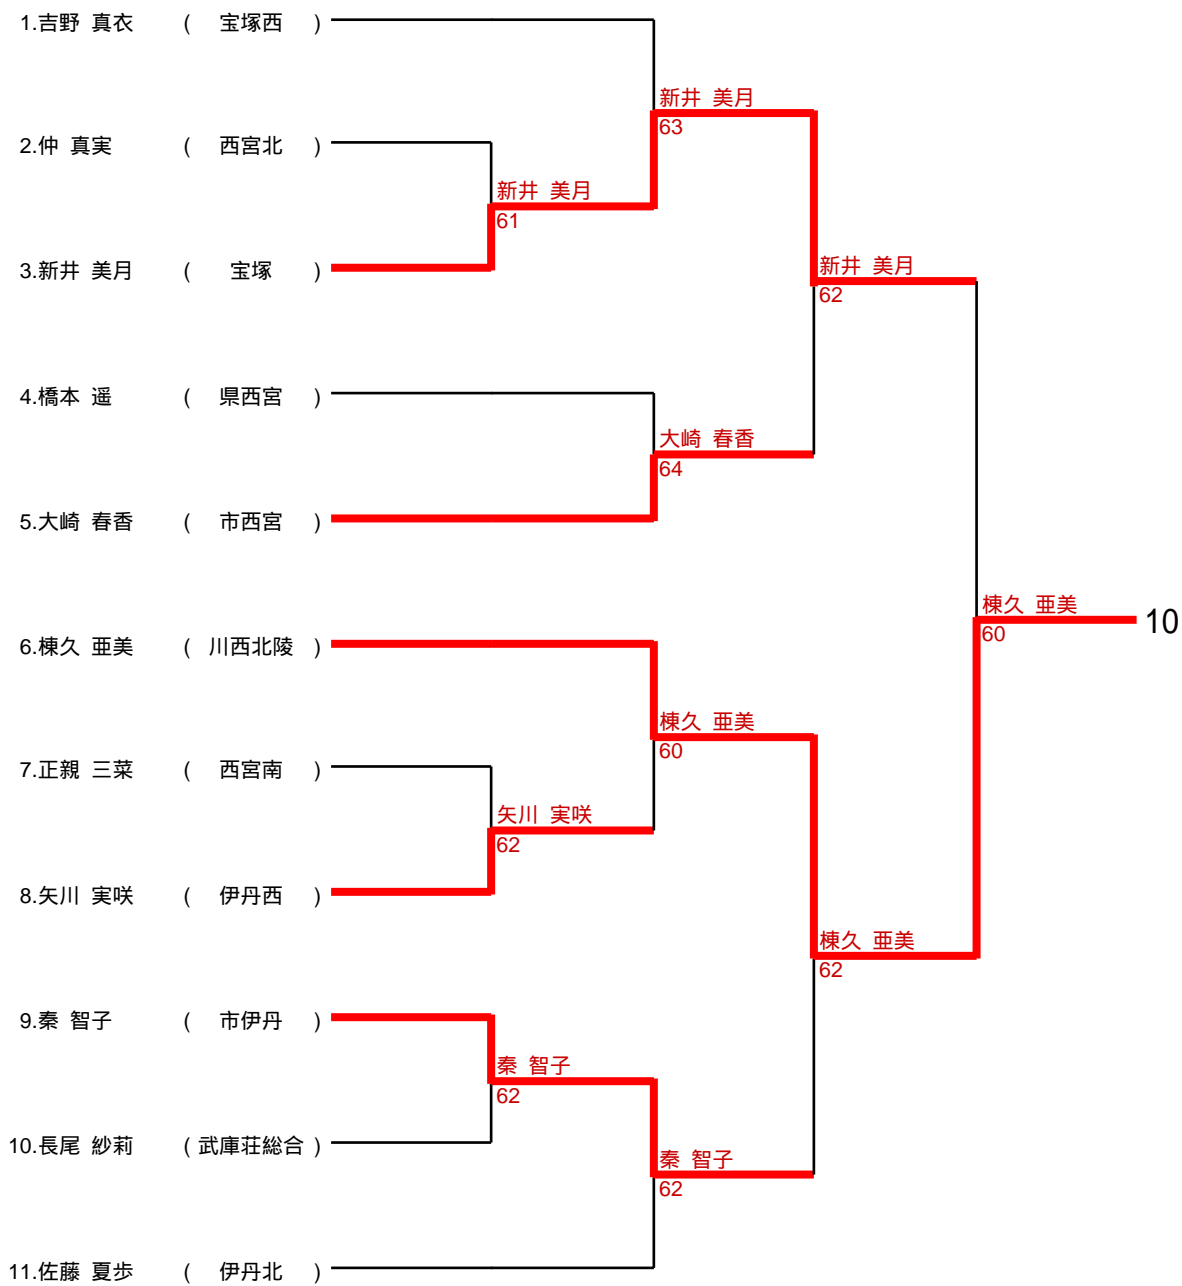 1.吉野 真衣 ( 宝塚西 )
新井 美月
63
2.仲 真実 ( 西宮北 )
新井 美月
61
3.新井 美月 ( 宝塚 )
新井 美月
62
4.橋本 遥 ( 県西宮 )
大崎 春香
64
5.大崎 春香 ( 市西宮 )
棟久 亜美
60
10
6.棟久 亜美 ( 川西北陵 )
棟久 亜美
60
7.正親 三菜 ( 西宮南 )
矢川 実咲
62
8.矢川 実咲 ( 伊丹西 )
棟久 亜美
62
9.秦 智子 ( 市伊丹 )
秦 智子
62
10.長尾 紗莉 ( 武庫荘総合 )
秦 智子
62
11.佐藤 夏歩 ( 伊丹北 )